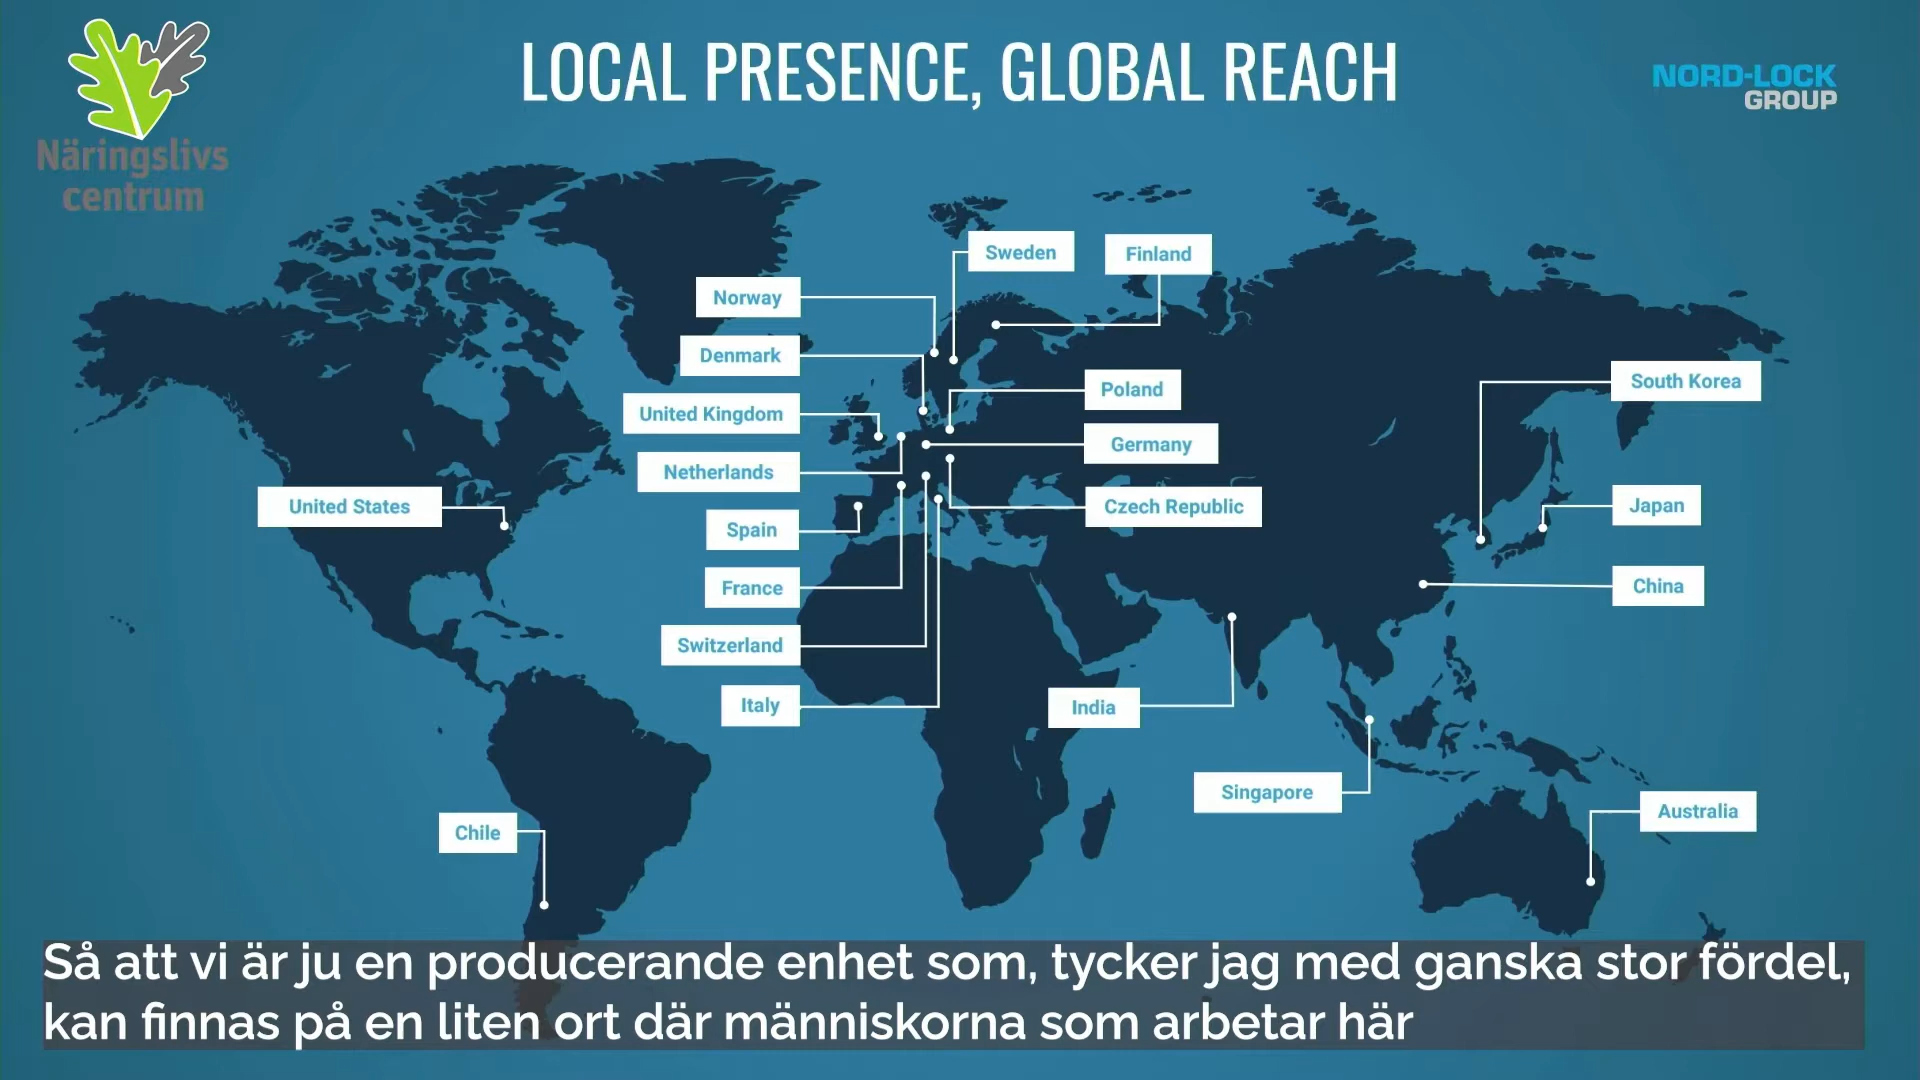 Näringslivs
centrum
LOCAL PRESENCE, GLOBAL REACH
NORD-LOCK
GROUP
Sweden
Finland
Norway
Denmark
Poland
South Korea
United Kingdom
Germany
Netherlands
United States
Czech Republic
Japan
Spain
France
China
Switzerland
Italy
India
Singapore
Australia
Chile
Så att vi är ju en producerande enhet som, tycker jag med ganska stor fördel,
kan finnas på en liten ort där människorna som arbetar här